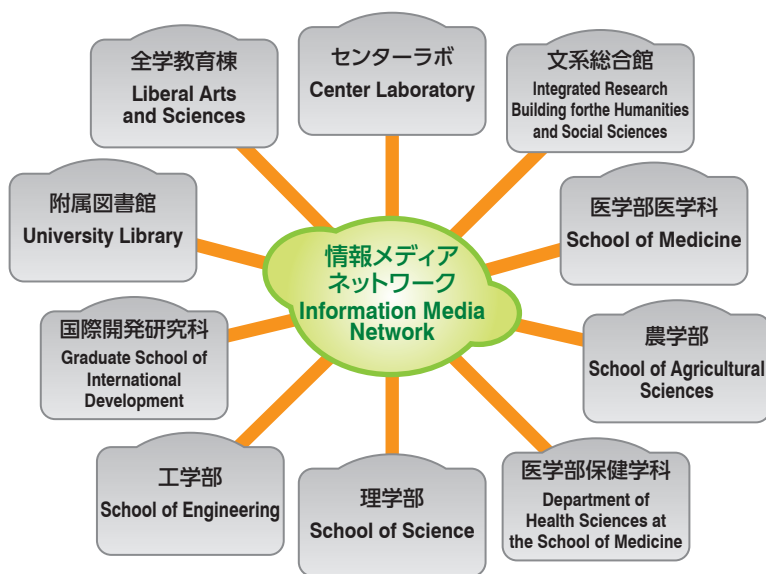 全学教育棟
Liberal Arts
and Sciences
センターラボ
Center Laboratory
文系総合館
Integrated Research
Building forthe Humanities
and Social Sciences
附属図書館
University Library
医学部医学科
School of Medicine
情報メディア
ネットワーク
Information Media
Network
国際開発研究科
Graduate School of
International
Development
農学部
School of Agricultural
Sciences
工学部
School of Engineering
理学部
School of Science
医学部保健学科
Department of
Health Sciences at
the School of Medicine